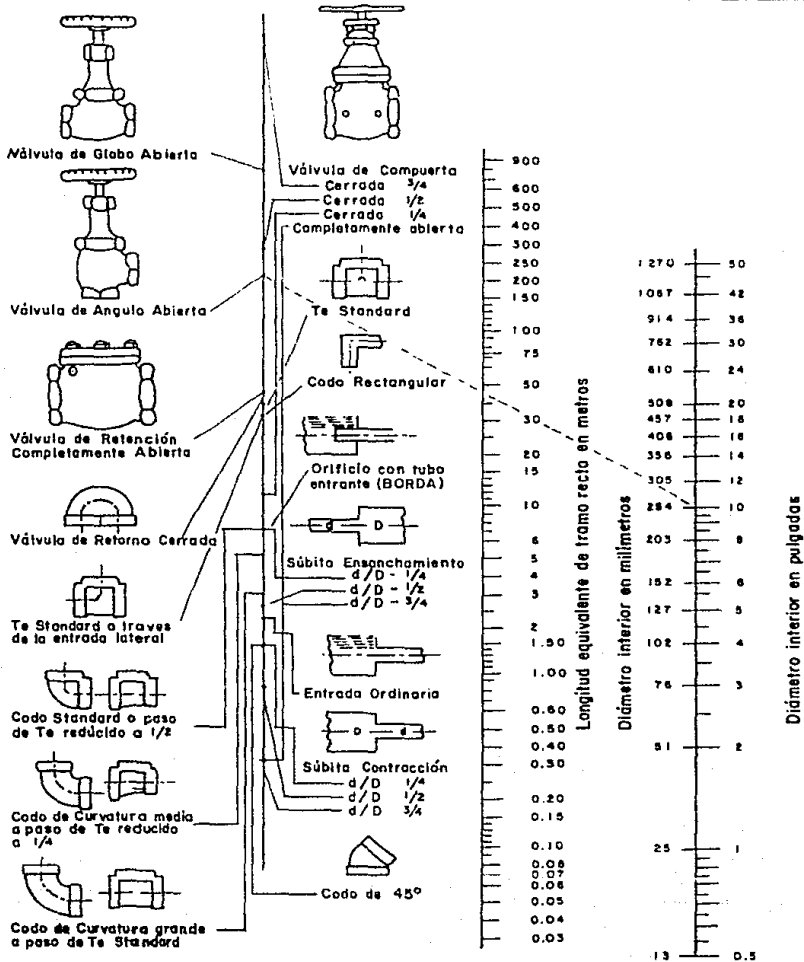 Válvula de Globo Abierta
Válvula de Angulo Abierta
Válvula de Retención
Completamente Abierta
Válvula de Retorno Cerrada
Te Standard a traves
de la entrada lateral
Codo Standard o paso
de Te redúcido a 1/2
Codo de Curvatura media
a paso de Te reducido
a 1/4
Codo de Curvatura grande
a paso de Te Standard
Válvula de Compuerta
Cerrada 3/4
Cerrada 1/2
Cerrada 1/4
Completamente abierta
Te Standard
Codo Rectangular
Orificio con tubo
entrante (BORDA)
d D
Súbito Ensanchamiento
d/D - 1/4
d/D - 1/2
d/D - 3/4
Entrada Ordinaria
D d
Súbita Contracción
d/D 1/4
d/D 1/2
d/D 3/4
Codo de 45º
900
600
500
400
300
250
200
150
100
75
50
30
20
15
10
6
5
4
3
2
1.50
1.00
0.60
0.50
0.40
0.30
0.20
0.15
0.10
0.08
0.07
0.06
0.05
0.04
0.03
Longitud equivalente de tramo recto en metros
1270
1067
914
762
610
508
457
406
356
305
254
203
152
127
102
76
51
25
13
Diámetro interior en milímetros
50
42
36
30
24
20
18
16
14
12
10
8
6
5
4
3
2
1
0.5
Diámetro interior en pulgadas